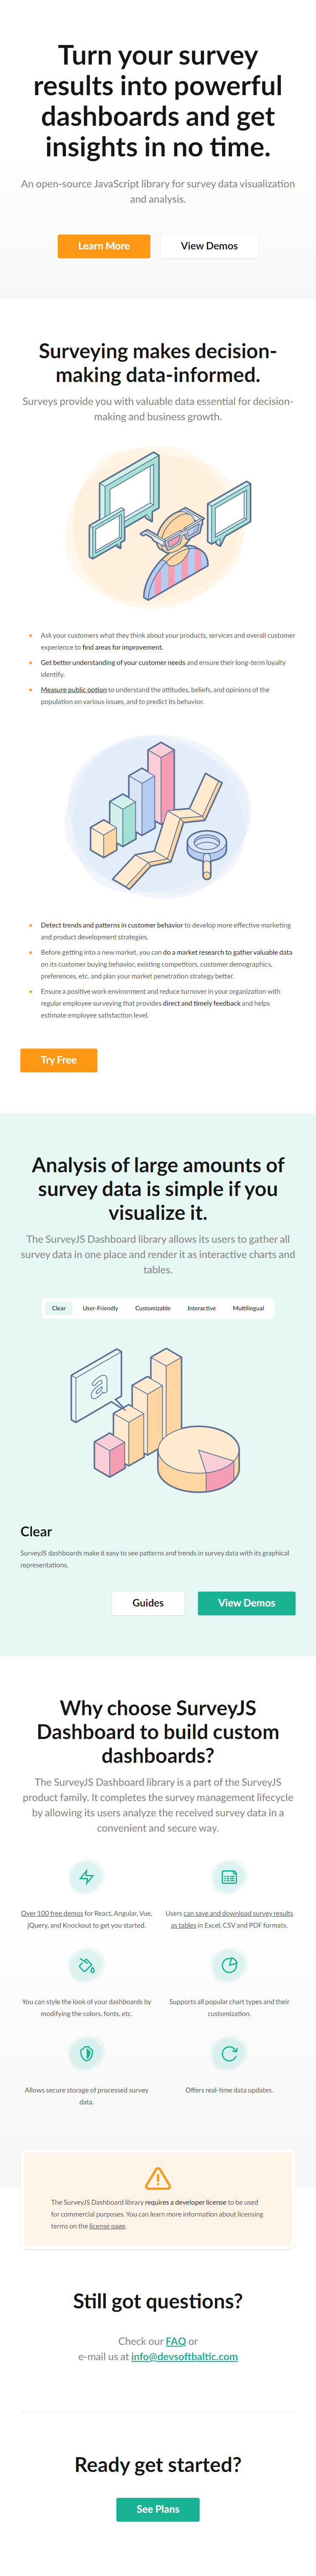 Turn your survey
results into powerful
dashboards and get
insights in no time.
An open-source JavaScript library for survey data visualization
and analysis.
Learn More
View Demos
Surveying makes decision-
making data-informed.
Surveys provide you with valuable data essential for decision-
making and business growth.
Ask your customers what they think about your products, services and overall customer
experience to find areas for improvement.
Get better understanding of your customer needs and ensure their long-term loyalty
identify.
Measure public option to understand the attitudes, beliefs, and opinions of the
population on various issues, and to predict its behavior.
Detect trends and patterns in customer behavior to develop more effective marketing
and product development strategies.
Before getting into a new market, you can do a market research to gather valuable data
on its customer buying behavior, existing competitors, customer demographics,
preferences, etc. and plan your market penetration strategy better.
Ensure a positive work environment and reduce turnover in your organization with
regular employee surveying that provides direct and timely feedback and helps
estimate employee satisfaction level.
Try Free
Analysis of large amounts of
survey data is simple if you
visualize it.
The SurveyJS Dashboard library allows its users to gather all
survey data in one place and render it as interactive charts and
tables.
Clear
User-Friendly
Customizable
Interactive
Multilingual
a
Clear
SurveyJS dashboards make it easy to see patterns and trends in survey data with its graphical
representations.
Guides
View Demos
Why choose SurveyJS
Dashboard to build custom
dashboards?
The SurveyJS Dashboard library is a part of the SurveyJS
product family. It completes the survey management lifecycle
by allowing its users analyze the received survey data in a
convenient and secure way.
Over 100 free demos for React, Angular, Vue,
jQuery, and Knockout to get you started.
Users can save and download survey results
as tables in Excel, CSV and PDF formats.
You can style the look of your dashboards by
modifying the colors, fonts, etc.
Supports all popular chart types and their
customization.
Allows secure storage of processed survey
data.
Offers real-time data updates.
The SurveyJS Dashboard library requires a developer license to be used
for commercial purposes. You can learn more information about licensing
terms on the license page.
Still got questions?
Check our FAQ or
e-mail us at info@devsoftbaltic.com
Ready get started?
See Plans